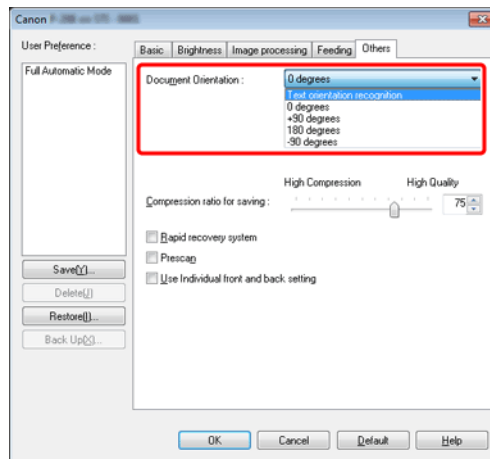 Canon
User Preference :
Full Automatic Mode
Save(Y)...
Delete(J)
Restore(I)...
Back Up(X)...
Basic
Brightness
Image processing
Feeding
Others
Document Orientation :
0 degrees
Text orientation recognition
0 degrees
+90 degrees
180 degrees
-90 degrees
High Compression
High Quality
Compression ratio for saving :
75
Rapid recovery system
Prescan
Use Individual front and back setting
OK
Cancel
Default
Help